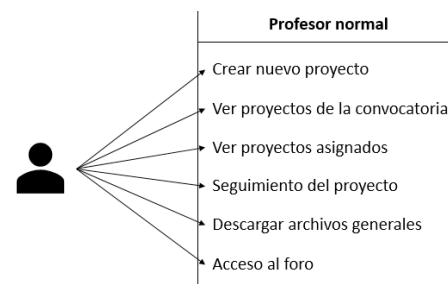 Profesor normal
Crear nuevo proyecto
Ver proyectos de la convocatoria
Ver proyectos asignados
Seguimiento del proyecto
Descargar archivos generales
Acceso al foro